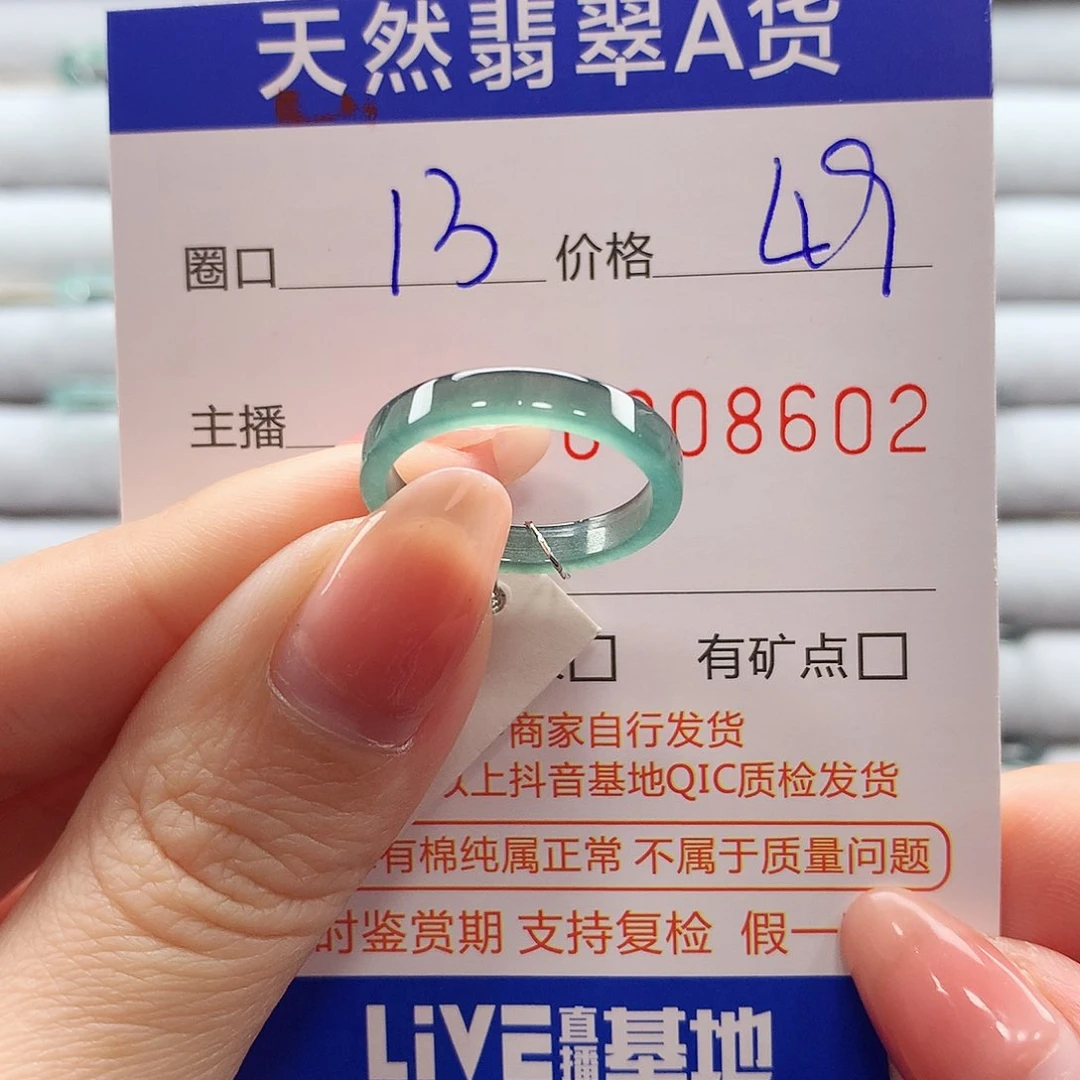 天然翡翠A货
圈口 13 价格 49
主播 08602
有矿点
商家自行发货
以上抖音基地QIC质检发货
有棉纯属正常 不属于质量问题
时鉴赏期 支持复检 假一
LiVE直播基地